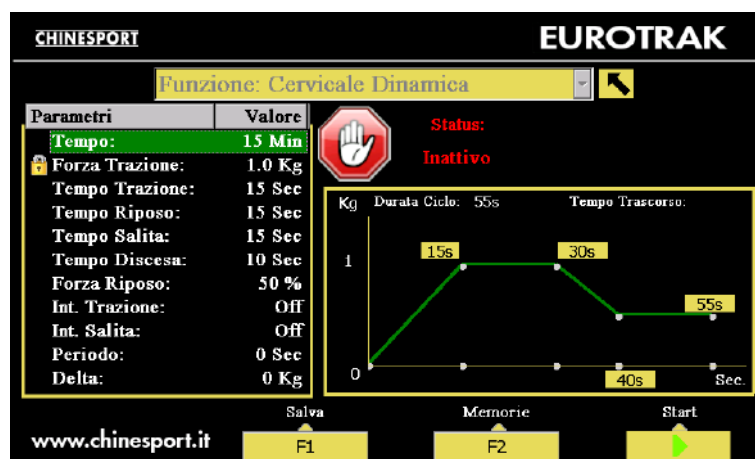 CHINESPORT
EUROTRAK
Funzione: Cervicale Dinamica
Parametri Valore
Tempo: 15 Min
Forza Trazione: 1.0 Kg
Tempo Trazione: 15 Sec
Tempo Riposo: 15 Sec
Tempo Salita: 15 Sec
Tempo Discesa: 10 Sec
Forza Riposo: 50 %
Int. Trazione: Off
Int. Salita: Off
Periodo: 0 Sec
Delta: 0 Kg
Status:
Inattivo
Kg Durata Ciclo: 55s Tempo Trascorso:
15s 30s
1
55s
0
40s Sec.
Salva Memorie Start
www.chinesport.it F1 F2